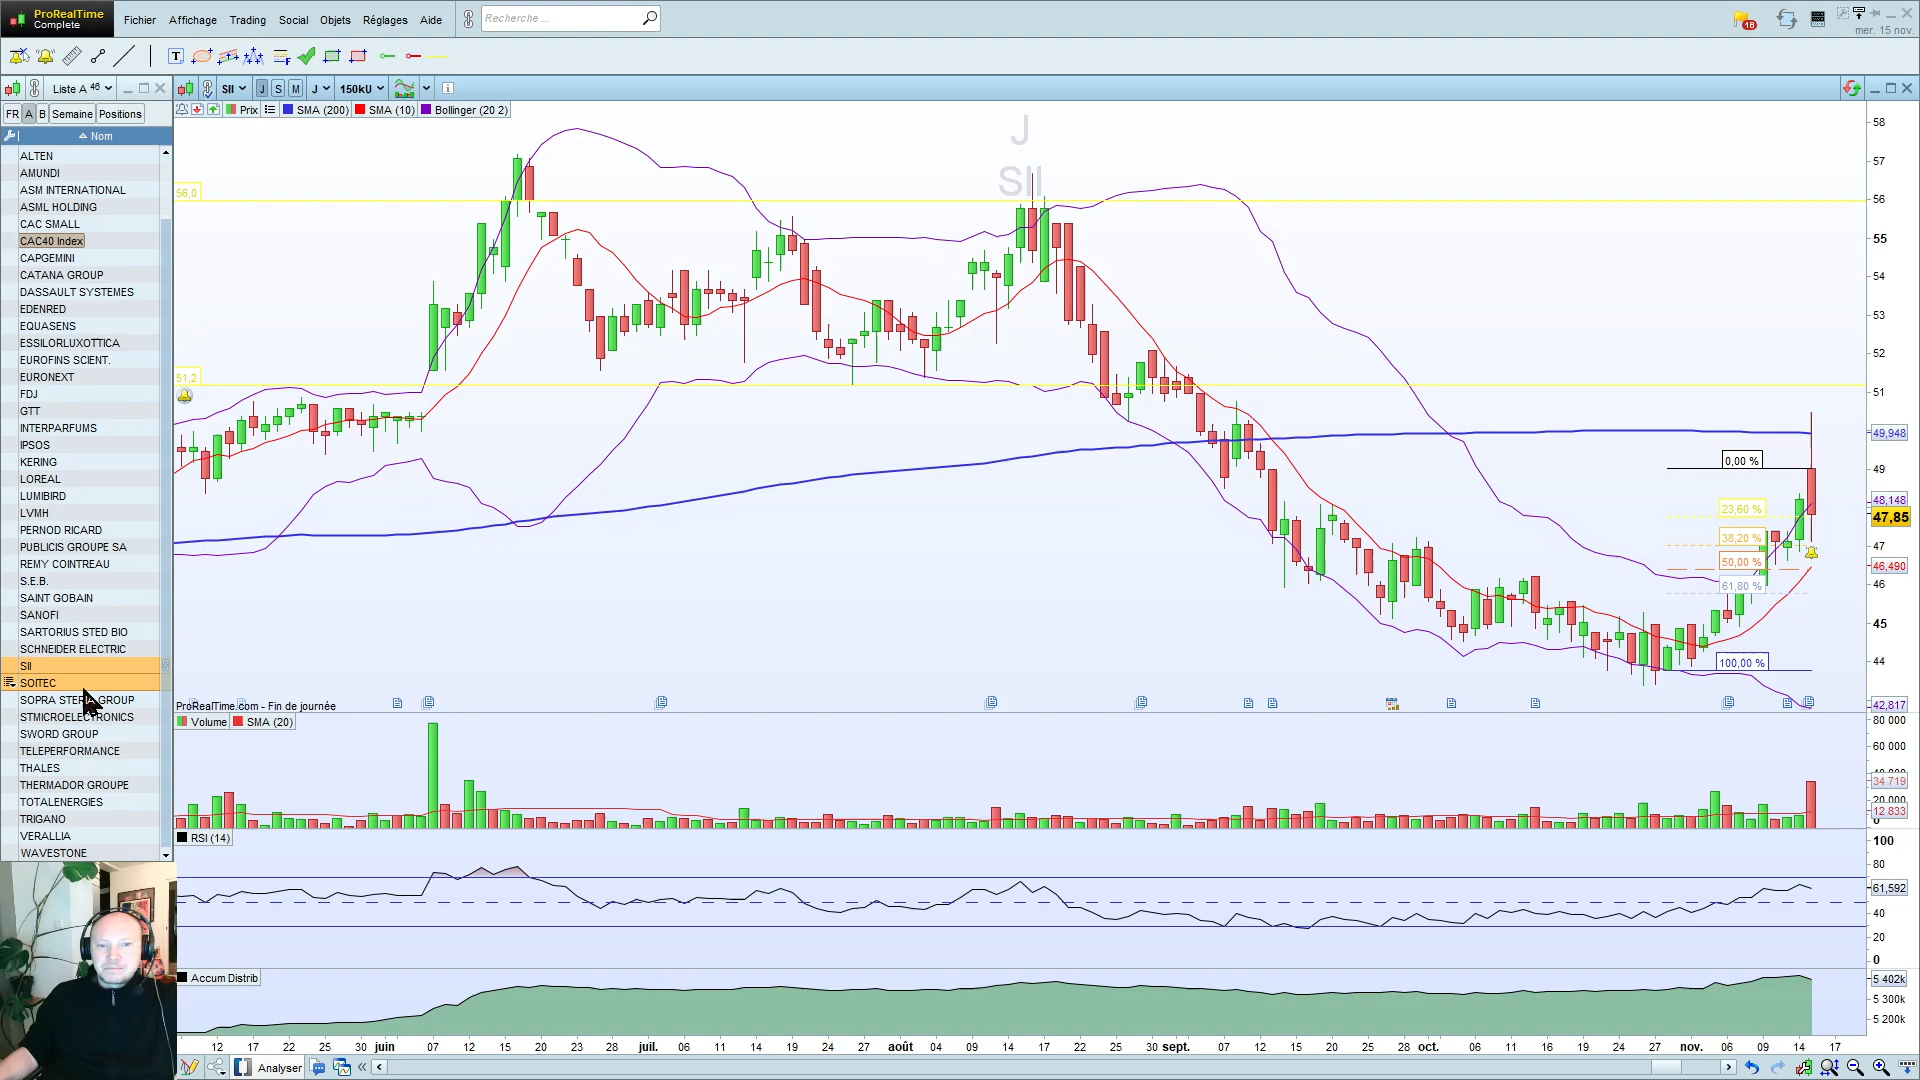 ProRealTime
Complete
Fichier Affichage Trading Social Objets Réglages Aide
Recherche ...
18
mer. 15 nov.
T
F
Liste A 46
SII J S M J 150kU i
FR A B Semaine Positions
Prix SMA (200) SMA (10) Bollinger (20 2)
Nom
ALTEN
AMUNDI
ASM INTERNATIONAL
ASML HOLDING
CAC SMALL
CAC40 Index
CAPGEMINI
CATANA GROUP
DASSAULT SYSTEMES
EDENRED
EQUASENS
ESSILORLUXOTTICA
EUROFINS SCIENT.
EURONEXT
FDJ
GTT
INTERPARFUMS
IPSOS
KERING
LOREAL
LUMIBIRD
LVMH
PERNOD RICARD
PUBLICIS GROUPE SA
REMY COINTREAU
S.E.B.
SAINT GOBAIN
SANOFI
SARTORIUS STED BIO
SCHNEIDER ELECTRIC
SII
SOITEC
SOPRA STERIA GROUP
STMICROELECTRONICS
SWORD GROUP
TELEPERFORMANCE
THALES
THERMADOR GROUPE
TOTALENERGIES
TRIGANO
VERALLIA
WAVESTONE
J
SII
56,0
51,2
58
57
56
55
54
53
52
51
49,948
49
48,148
47,85
47
46,490
46
45
44
42,817
0,00 %
23,60 %
38,20 %
50,00 %
61,80 %
100,00 %
ProRealTime.com - Fin de journée
Volume SMA (20)
80 000
60 000
34 719
20 000
12 833
RSI (14)
100
80
61,592
40
20
0
Accum Distrib
5 402k
5 300k
5 200k
12 17 22 25 30 juin 07 12 15 20 23 28 juil. 06 11 14 19 24 27 août 04 09 14 17 22 25 30 sept. 07 12 15 20 25 28 oct. 06 11 16 19 24 27 nov. 06 09 14 17
Analyser